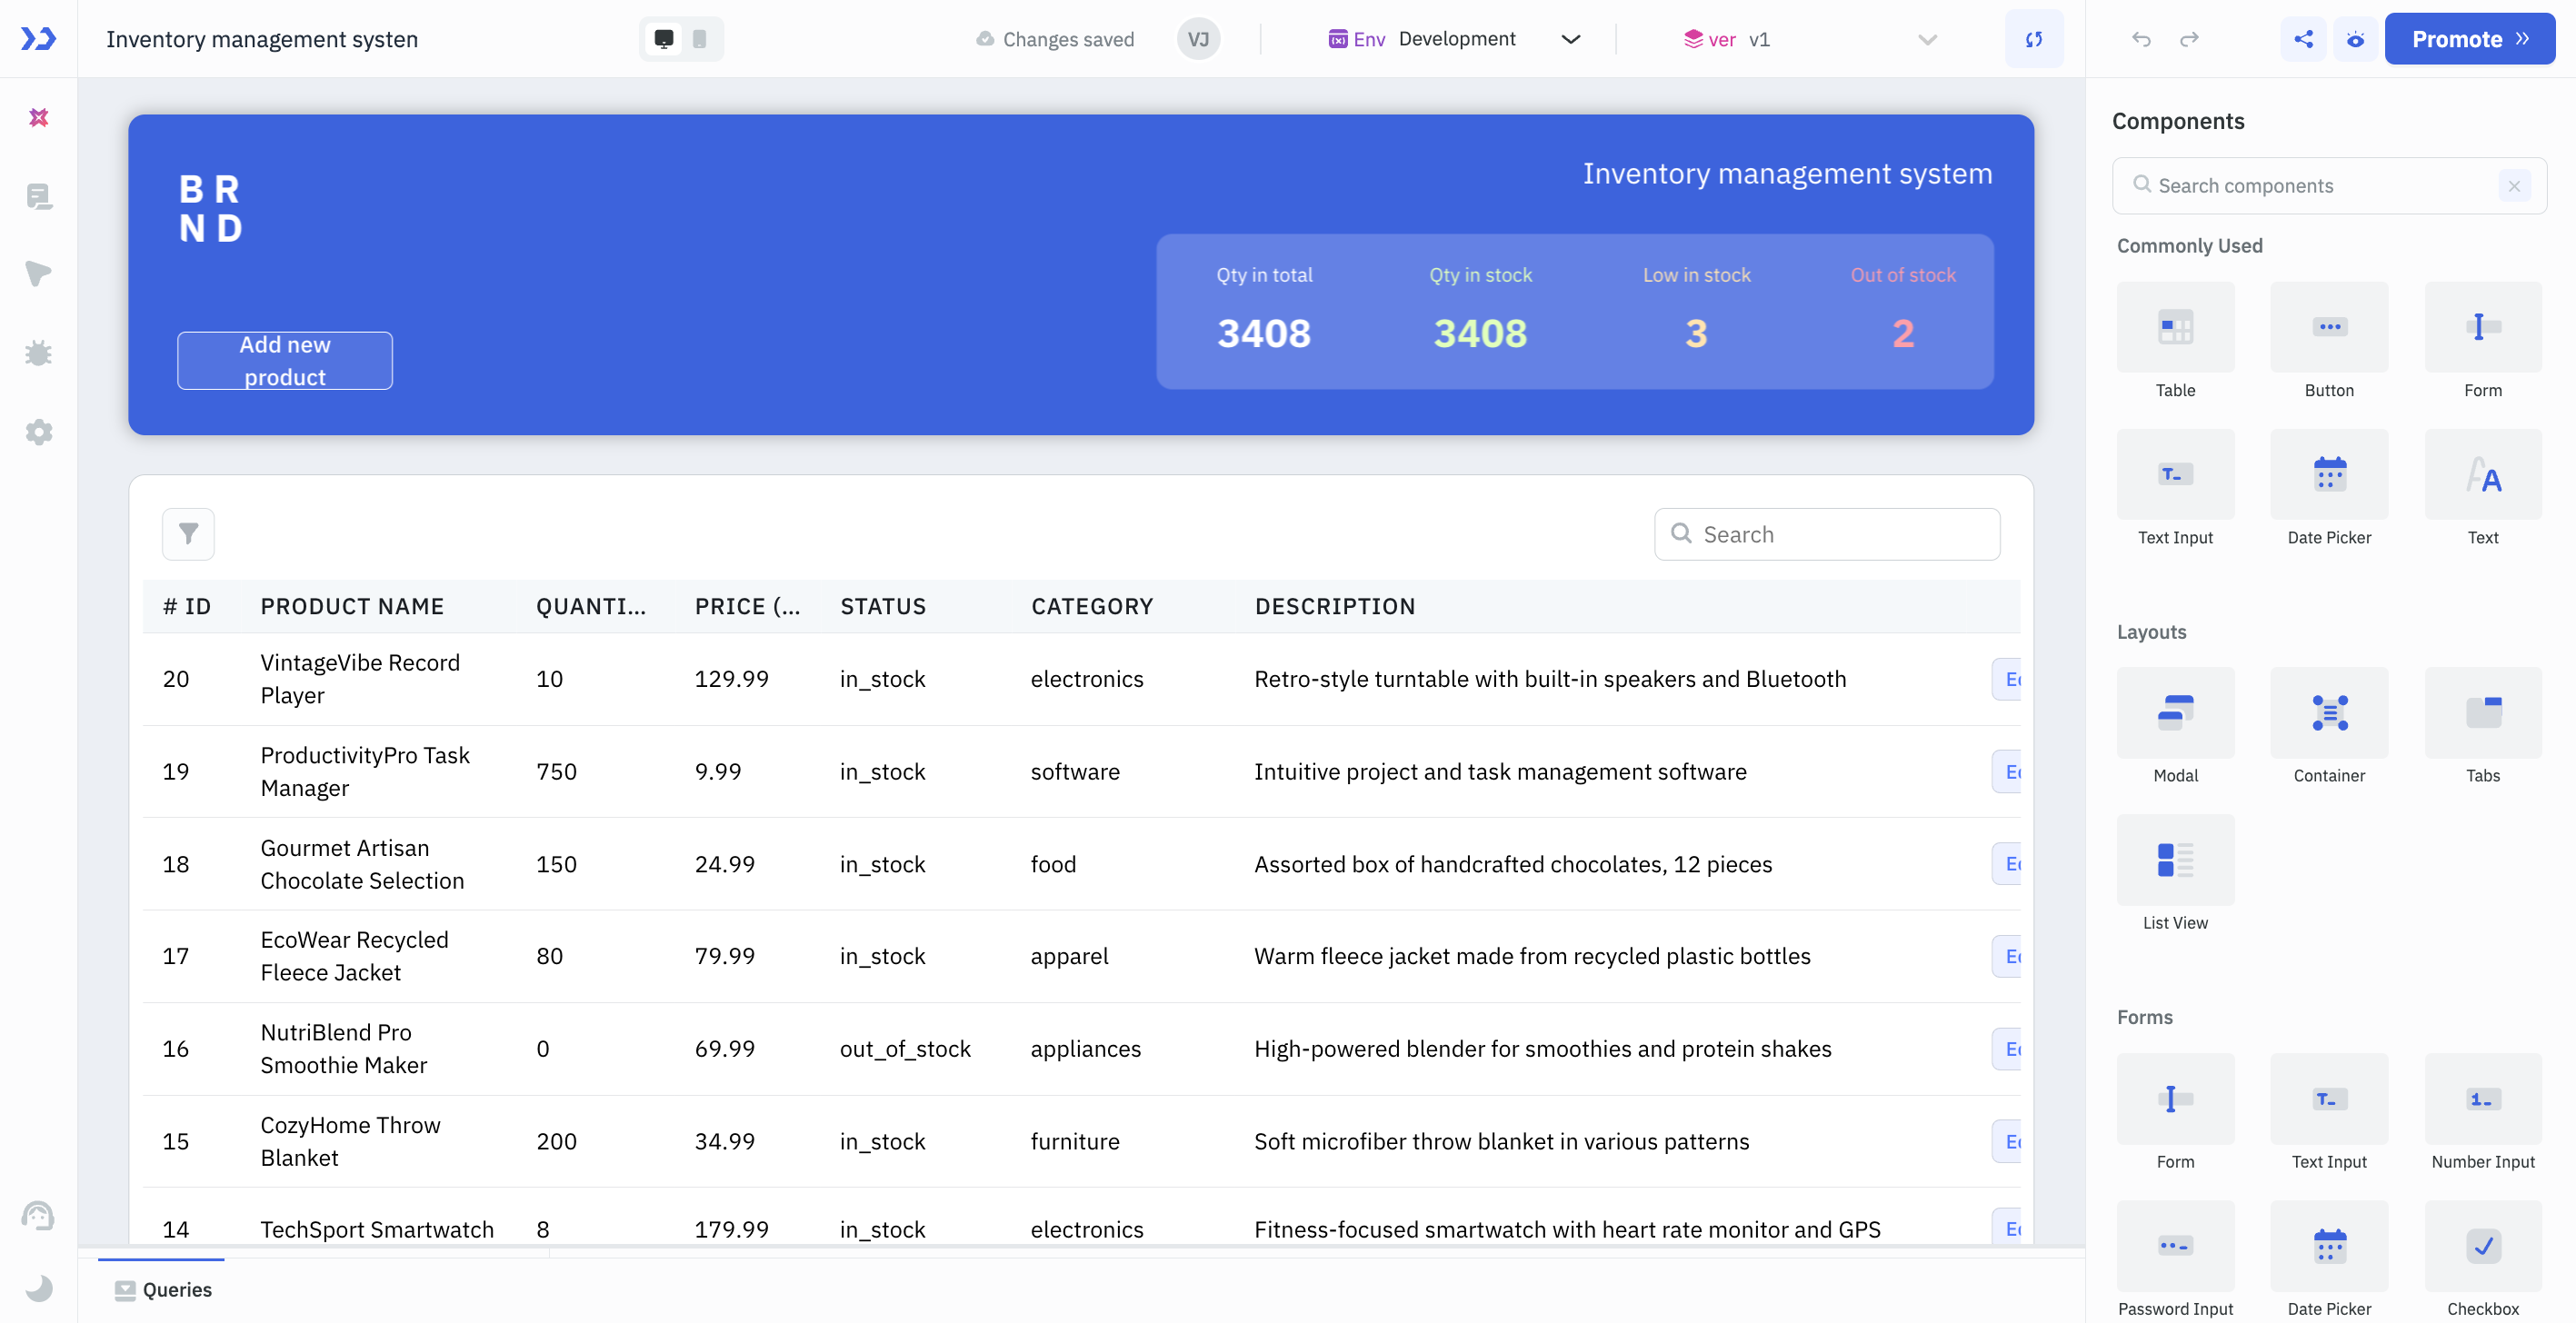 Inventory management systen
Changes saved
VJ
Env Development
ver v1
Promote
BR
ND
Inventory management system
Qty in total
Qty in stock
Low in stock
Out of stock
3408
3408
3
2
Add new
product
Search
# ID PRODUCT NAME QUANTI... PRICE (... STATUS CATEGORY DESCRIPTION
20 VintageVibe Record
Player 10 129.99 in_stock electronics Retro-style turntable with built-in speakers and Bluetooth
19 ProductivityPro Task
Manager 750 9.99 in_stock software Intuitive project and task management software
18 Gourmet Artisan
Chocolate Selection 150 24.99 in_stock food Assorted box of handcrafted chocolates, 12 pieces
17 EcoWear Recycled
Fleece Jacket 80 79.99 in_stock apparel Warm fleece jacket made from recycled plastic bottles
16 NutriBlend Pro
Smoothie Maker 0 69.99 out_of_stock appliances High-powered blender for smoothies and protein shakes
15 CozyHome Throw
Blanket 200 34.99 in_stock furniture Soft microfiber throw blanket in various patterns
14 TechSport Smartwatch 8 179.99 in_stock electronics Fitness-focused smartwatch with heart rate monitor and GPS
Queries
Components
Search components
Commonly Used
Table Button Form
Text Input Date Picker Text
Layouts
Modal Container Tabs
List View
Forms
Form Text Input Number Input
Password Input Date Picker Checkbox